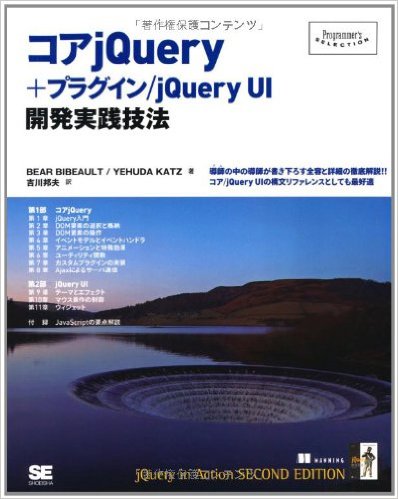 「著作権保護コンテンツ」
コアjQuery
+プラグイン/jQuery UI
開発実践技法
Programmer's
SELECTION
BEAR BIBEAULT / YEHUDA KATZ 著
吉川邦夫 訳
導師の中の導師が書き下ろす全容と詳細の徹底解説!!
コア/jQuery UIの構文リファレンスとしても最好適
第1部 コアjQuery
第1章 jQuery入門
第2章 DOM要素の選択と格納
第3章 DOM要素の操作
第4章 イベントモデルとイベントハンドラ
第5章 アニメーションと特殊効果
第6章 ユーティリティ関数
第7章 カスタムプラグインの実装
第8章 Ajaxによるサーバ通信
第2部 jQuery UI
第9章 テーマとエフェクト
第10章 マウス操作の制御
第11章 ウィジェット
付録 JavaScriptの要点解説
SE
SHOEISHA
MANNING
jQuery in Action SECOND EDITION